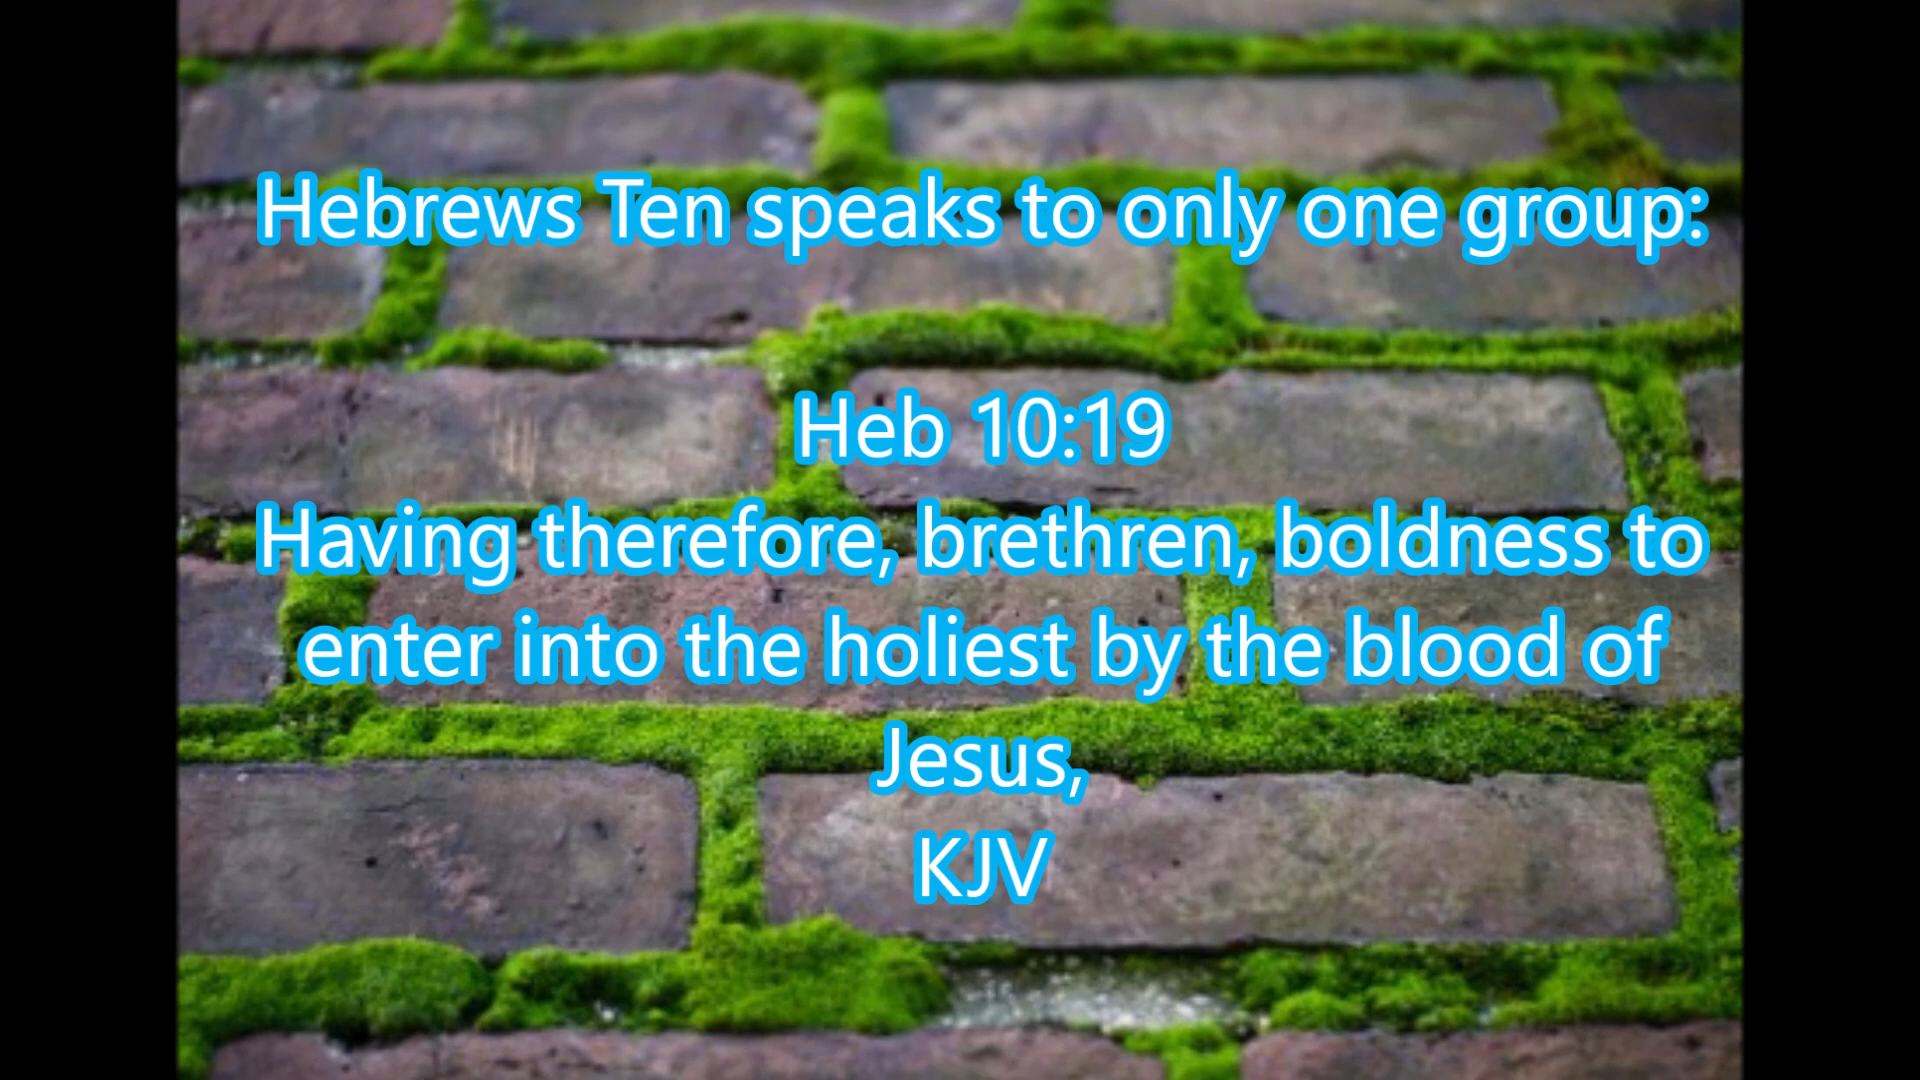 Hebrews Ten speaks to only one group:
Heb 10:19
Having therefore, brethren, boldness to
enter into the holiest by the blood of
Jesus,
KJV